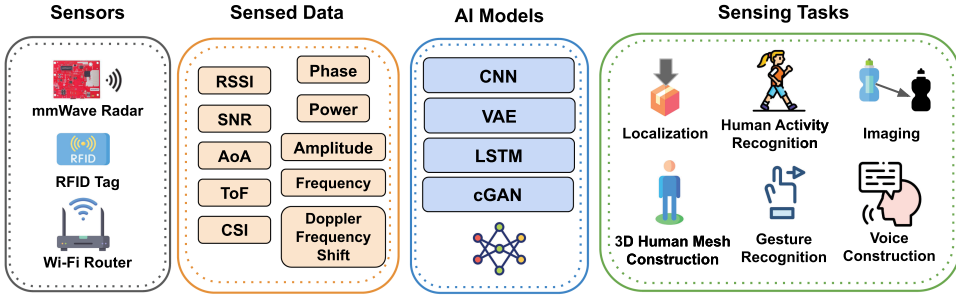 Sensors
mmWave Radar
RFID
RFID Tag
Wi-Fi Router
Sensed Data
RSSI
SNR
AoA
ToF
CSI
Phase
Power
Amplitude
Frequency
Doppler
Frequency
Shift
AI Models
CNN
VAE
LSTM
cGAN
Sensing Tasks
Localization
Human Activity
Recognition
Imaging
3D Human Mesh
Construction
Gesture
Recognition
Voice
Construction